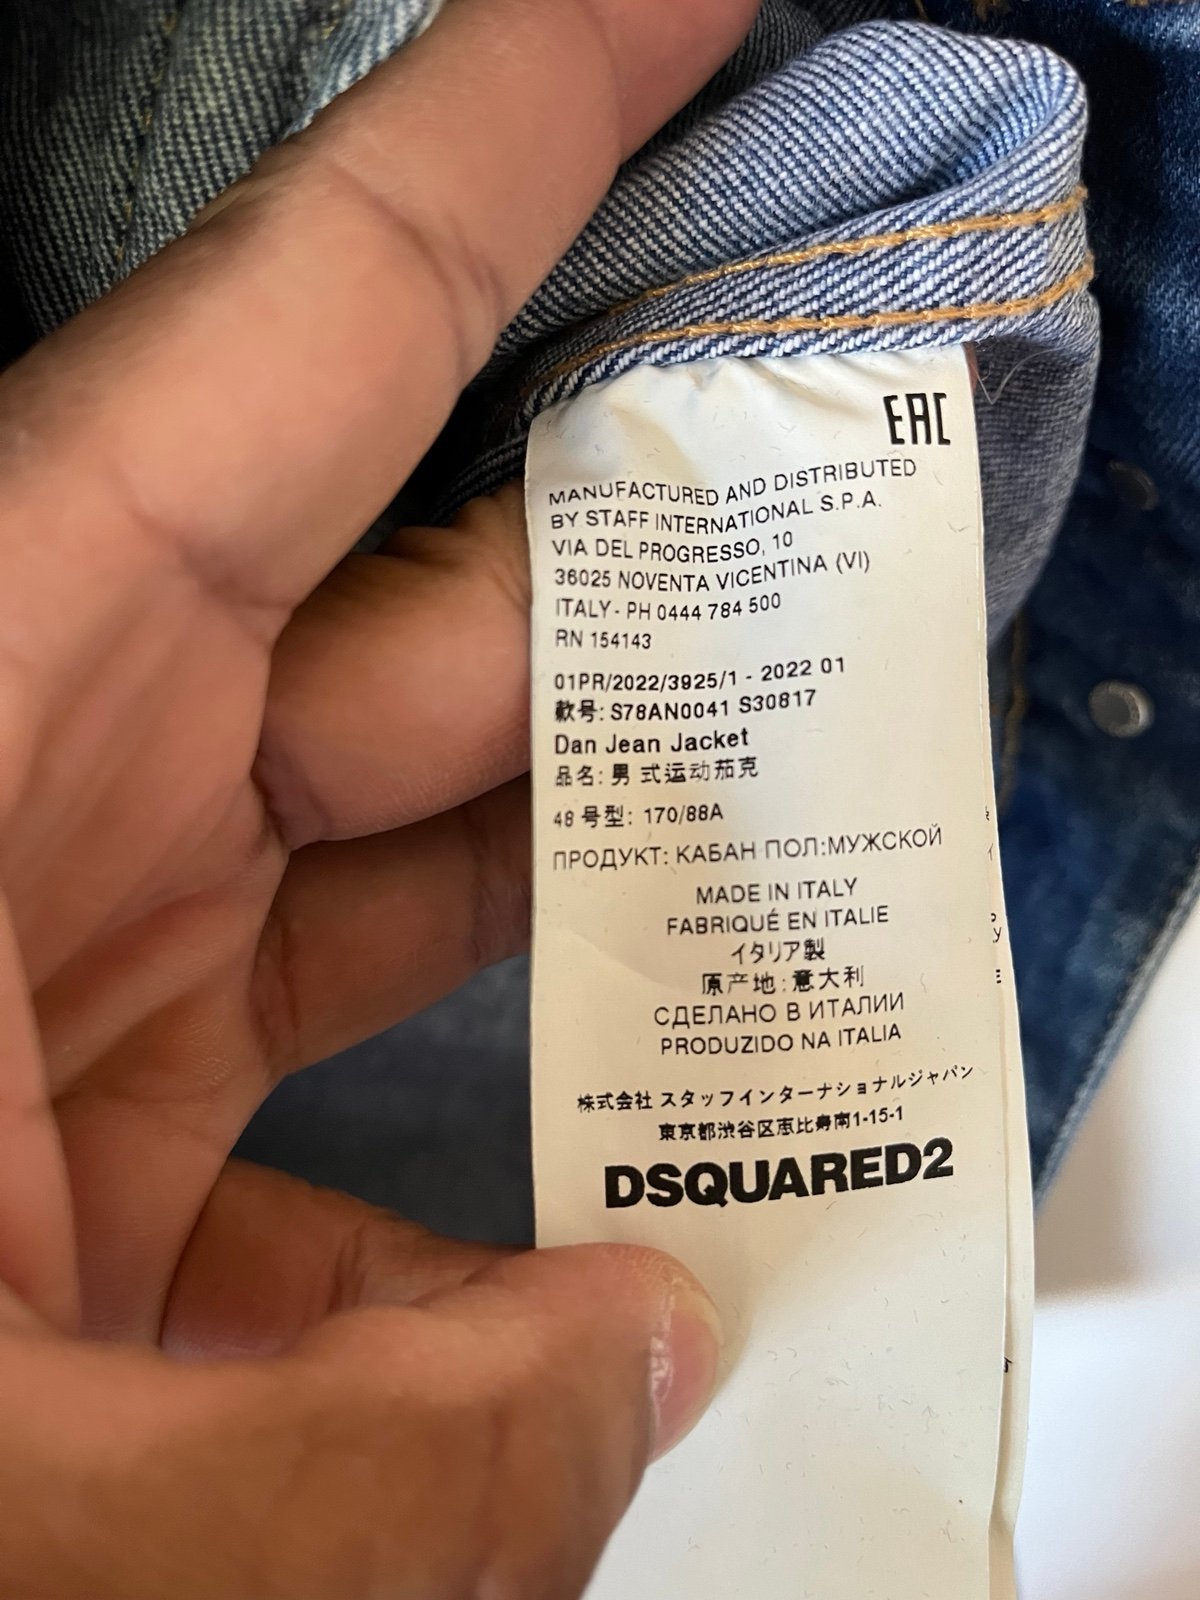 EAC
MANUFACTURED AND DISTRIBUTED
BY STAFF INTERNATIONAL S.P.A.
VIA DEL PROGRESSO, 10
36025 NOVENTA VICENTINA (VI)
ITALY - PH 0444 784 500
RN 154143
01PR/2022/3925/1 - 2022 01
款号: S78AN0041 S30817
Dan Jean Jacket
品名: 男式运动茄克
48 号型: 170/88A
ПРОДУКТ: КАБАН ПОЛ:МУЖСКОЙ
MADE IN ITALY
FABRIQUÉ EN ITALIE
イタリア製
原产地:意大利
СДЕЛАНО В ИТАЛИИ
PRODUZIDO NA ITALIA
株式会社 スタッフインターナショナルジャパン
東京都渋谷区恵比寿南1-15-1
DSQUARED2